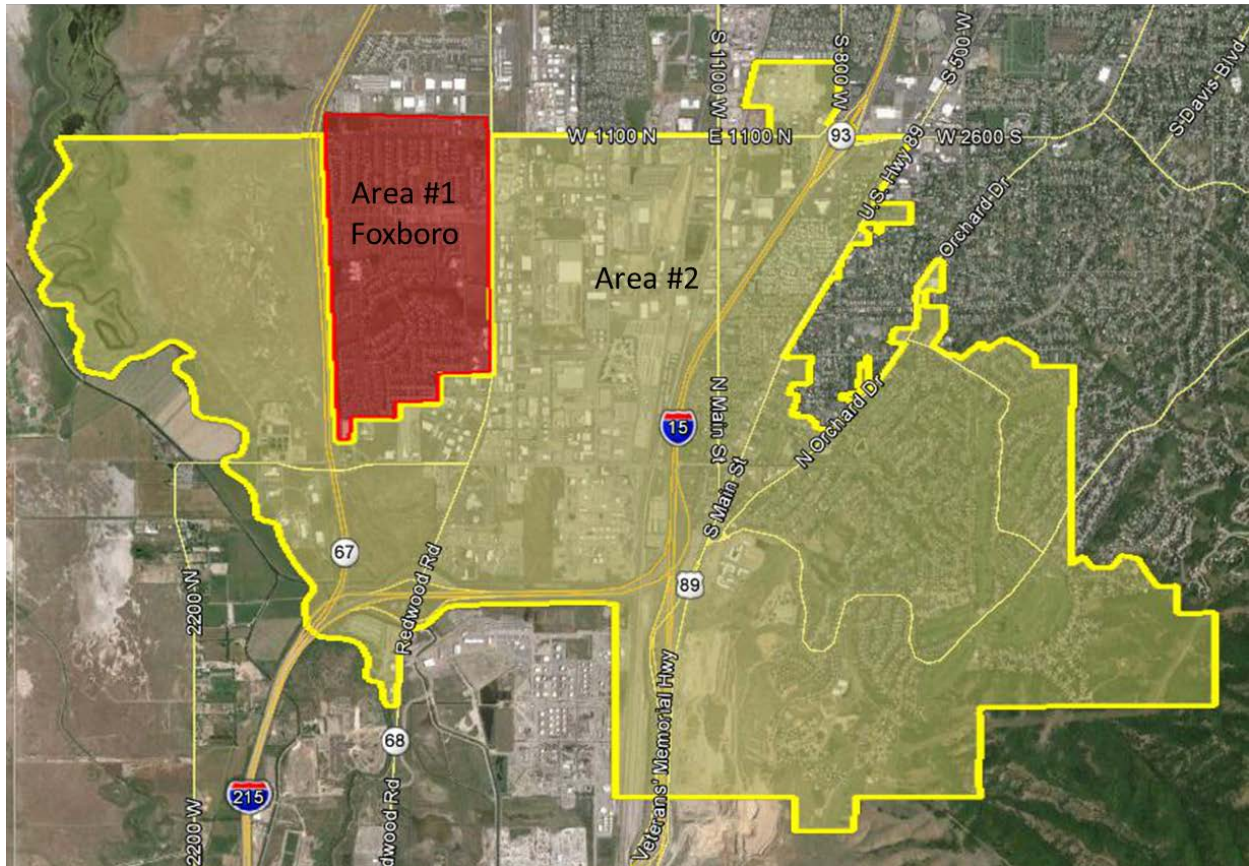 S 1100 W
S 800 W
S 500 W
S Davis Blvd
W 1100 N
E 1100 N
93
W 2600 S
U.S. Hwy 89
Orchard Dr
Area #1
Foxboro
Area #2
15
N Main St
N Orchard Dr
S Main St
67
89
2200 W
Redwood Rd
68
215
2200 W
dwood Rd
Veterans' Memorial Hwy